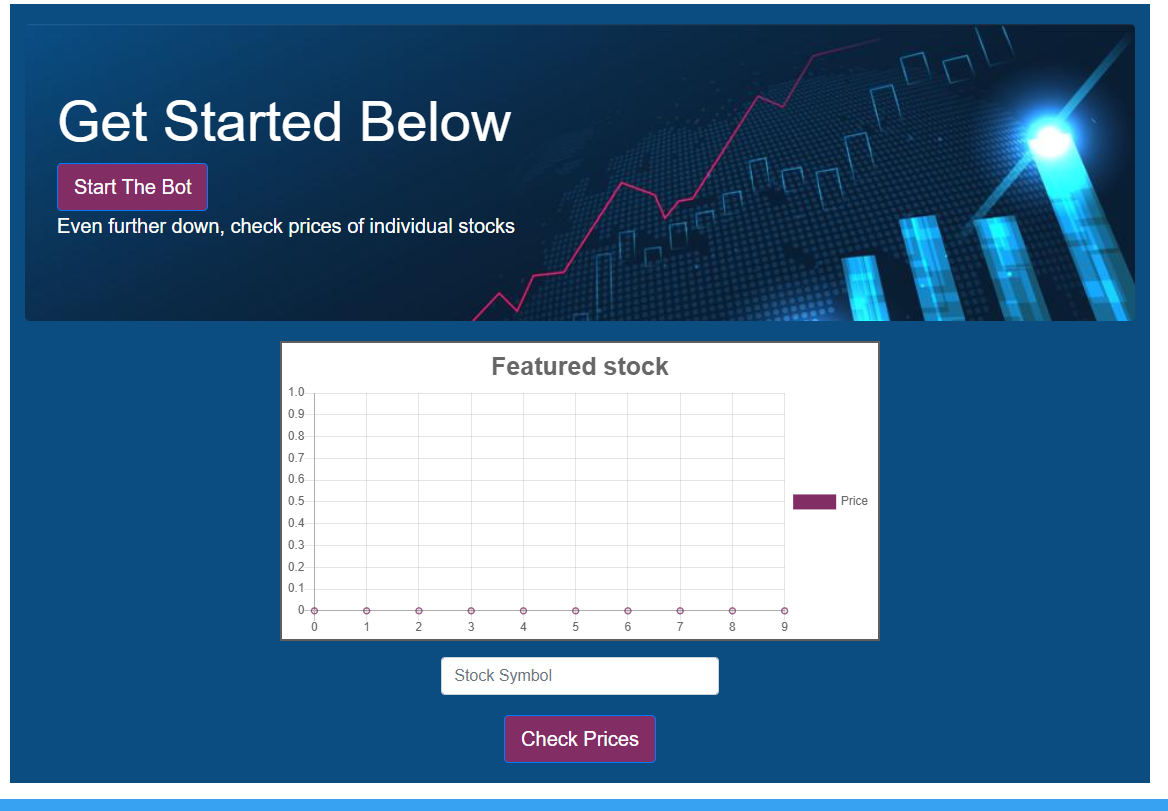 Get Started Below
Start The Bot
Even further down, check prices of individual stocks
Featured stock
1.0
0.9
0.8
0.7
0.6
0.5
0.4
0.3
0.2
0.1
0
0 1 2 3 4 5 6 7 8 9
Price
Stock Symbol
Check Prices